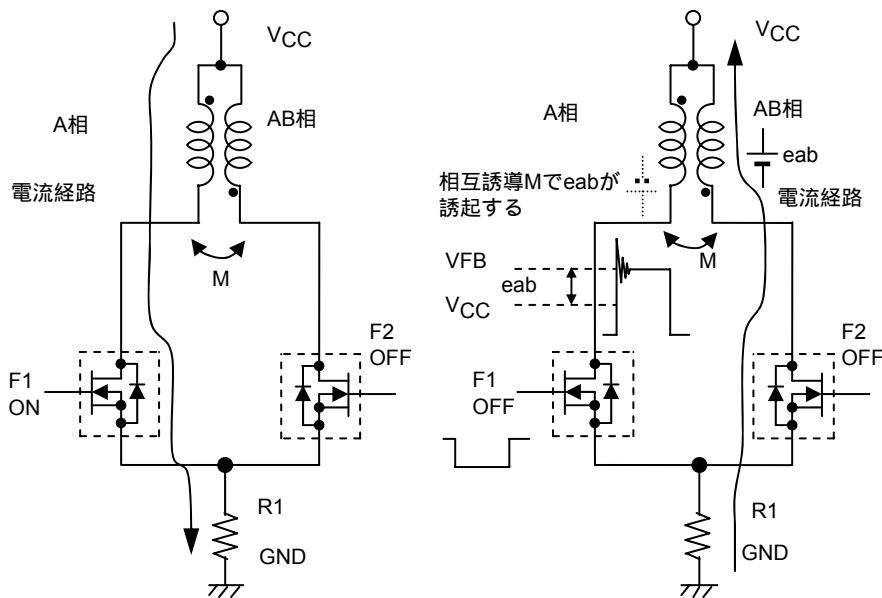 VCC
A相
AB相
電流経路
M
F1
ON
F2
OFF
R1
GND
VCC
A相
AB相
eab
相互誘導Mでeabが
誘起する
電流経路
VFB
eab
VCC
M
F1
OFF
F2
OFF
R1
GND